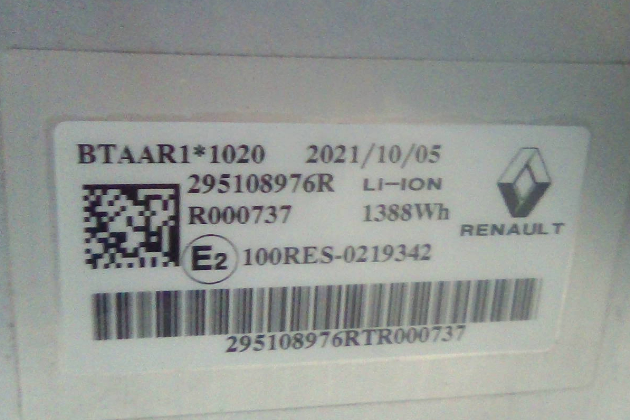 BTAAR1*1020 2021/10/05
295108976R LI-ION
R000737 1388Wh
RENAULT
E2 100RES-0219342
295108976RTR000737